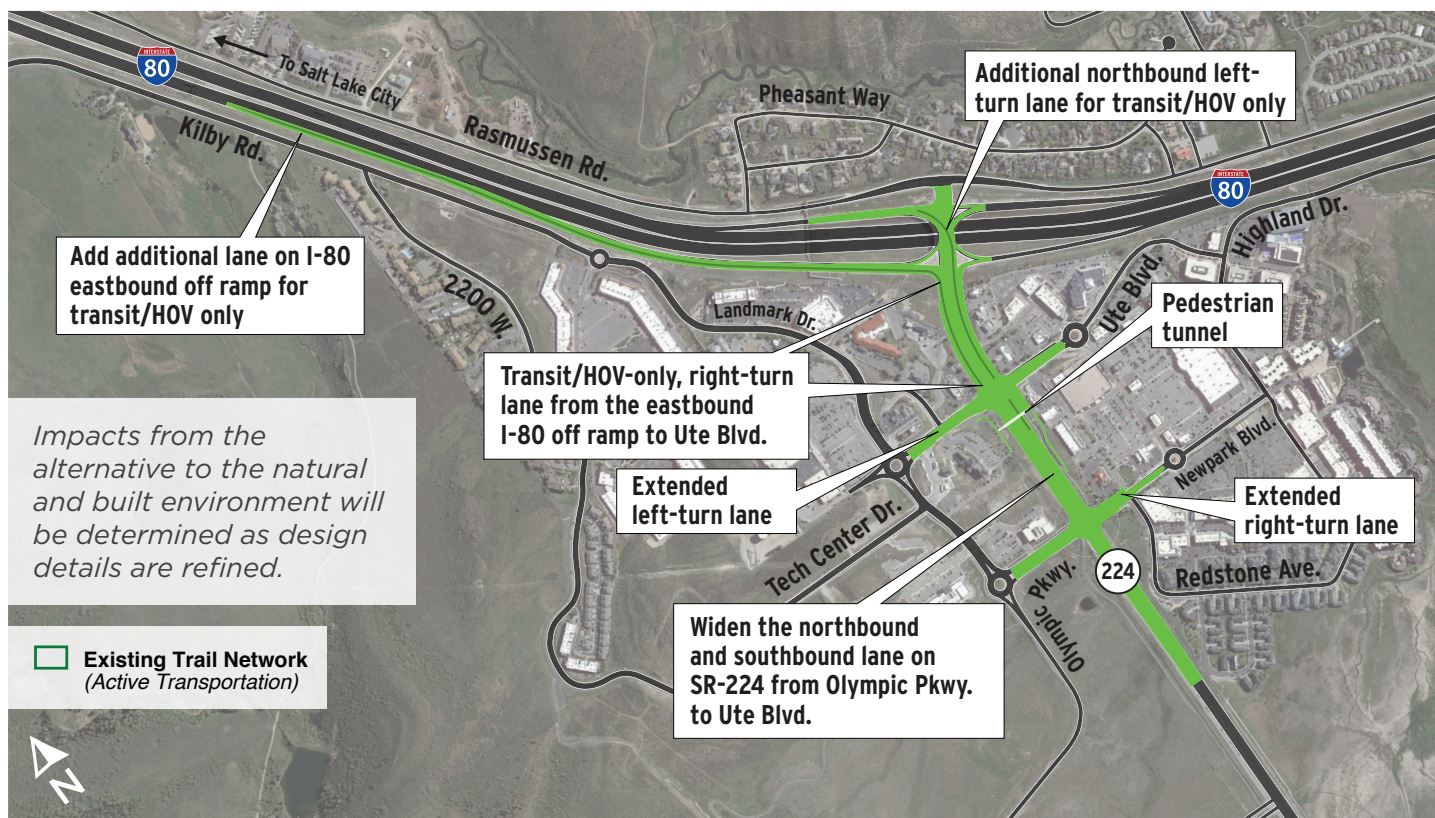 INTERSTATE
80
To Salt Lake City
Kilby Rd.
Rasmussen Rd.
Pheasant Way
Additional northbound left-
turn lane for transit/HOV only
INTERSTATE
80
Highland Dr.
Add additional lane on I-80
eastbound off ramp for
transit/HOV only
2200 W.
Landmark Dr.
Ute Blvd.
Pedestrian
tunnel
Transit/HOV-only, right-turn
lane from the eastbound
I-80 off ramp to Ute Blvd.
Impacts from the
alternative to the natural
and built environment will
be determined as design
details are refined.
Extended
left-turn lane
Newpark Blvd.
Extended
right-turn lane
Tech Center Dr.
Olympic Pkwy.
224
Redstone Ave.
Widen the northbound
and southbound lane on
SR-224 from Olympic Pkwy.
to Ute Blvd.
Existing Trail Network
(Active Transportation)
N